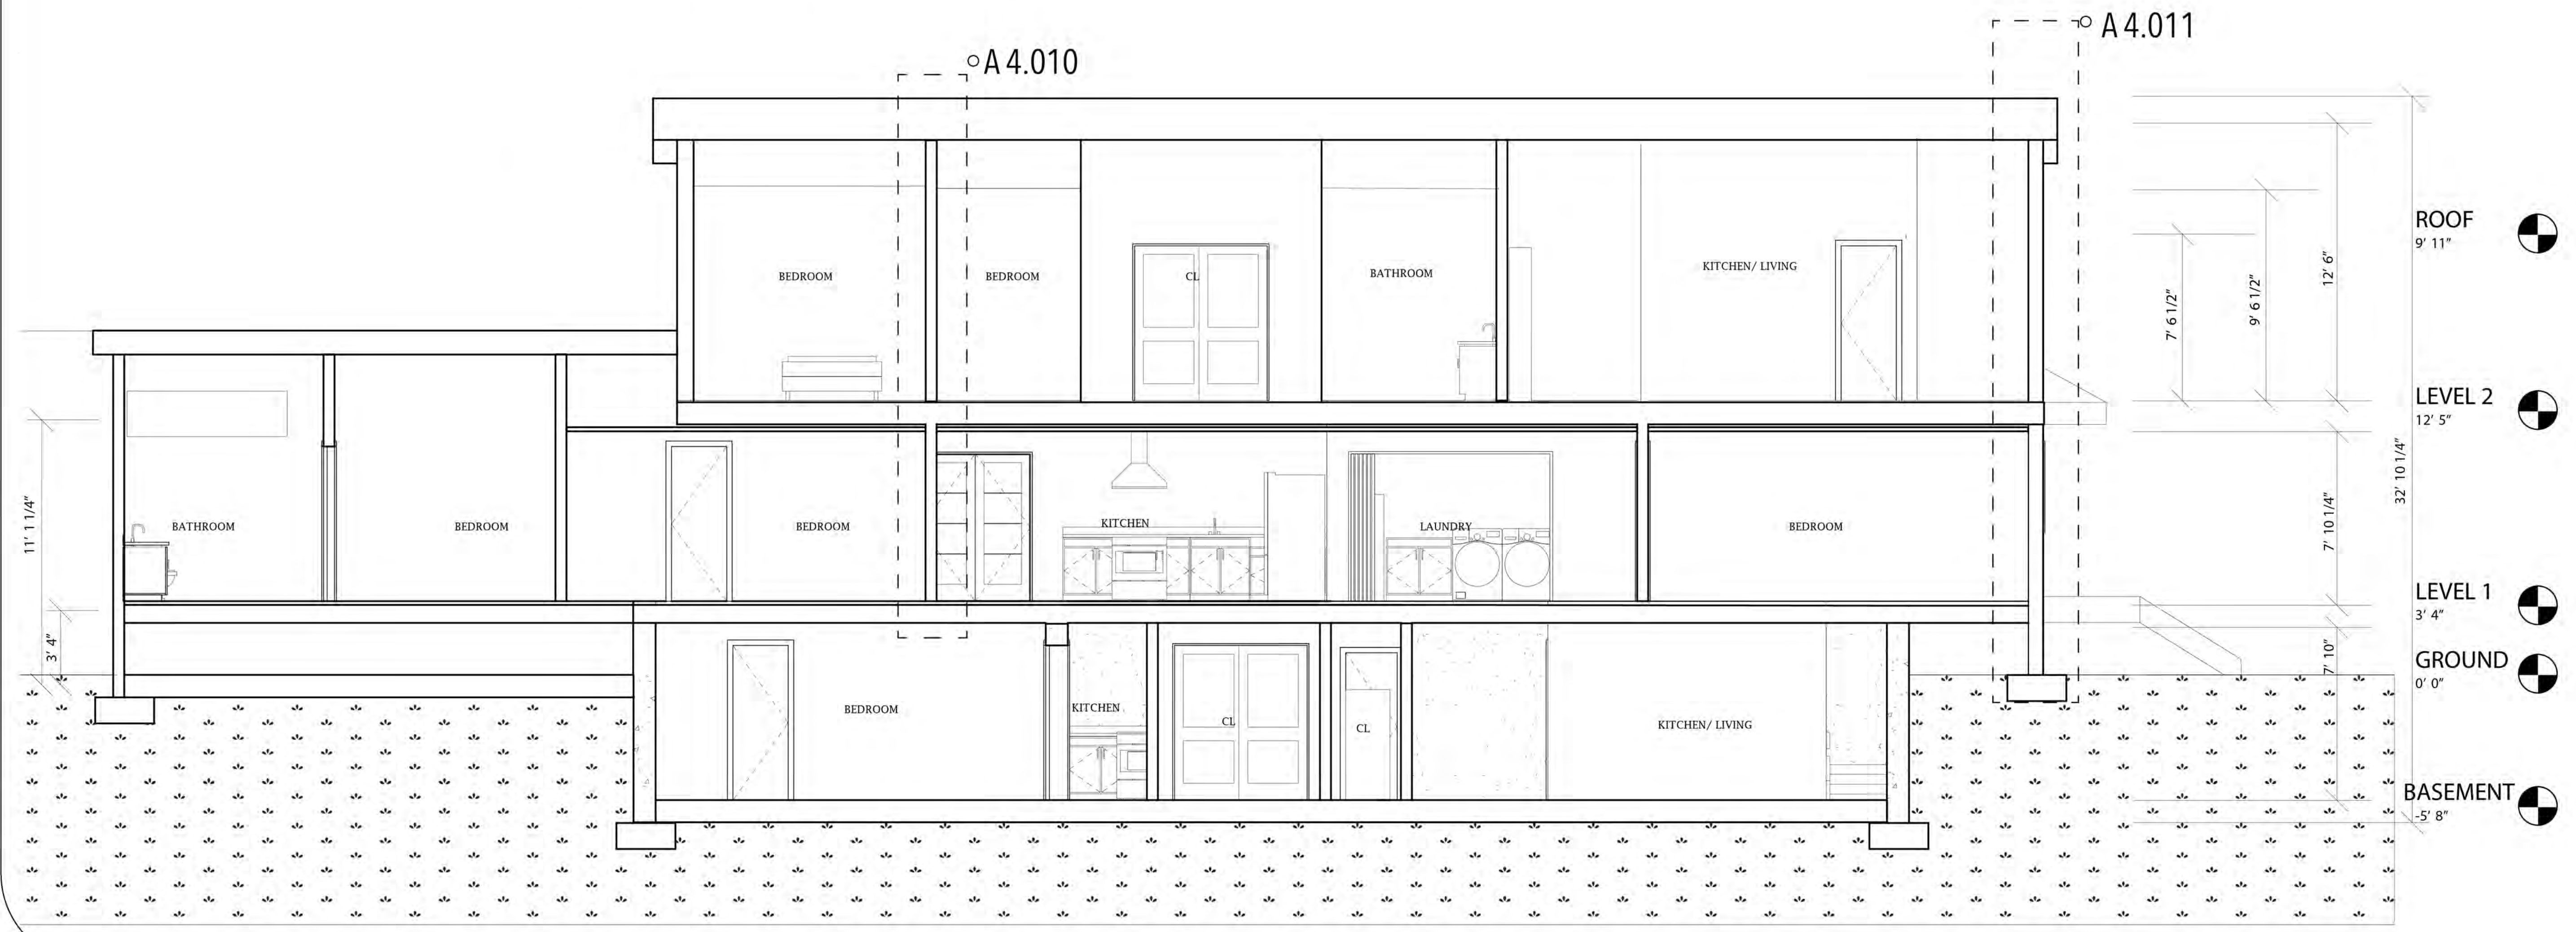 A 4.011
A 4.010
ROOF
9' 11"
12' 6"
9' 6 1/2"
7' 6 1/2"
BEDROOM
BEDROOM
CL
BATHROOM
KITCHEN/ LIVING
LEVEL 2
12' 5"
32' 10 1/4"
11' 1 1/4"
BATHROOM
BEDROOM
BEDROOM
KITCHEN
LAUNDRY
BEDROOM
7' 10 1/4"
LEVEL 1
3' 4"
3' 4"
GROUND
0' 0"
7' 10"
BEDROOM
KITCHEN
CL
CL
KITCHEN/ LIVING
BASEMENT
-5' 8"